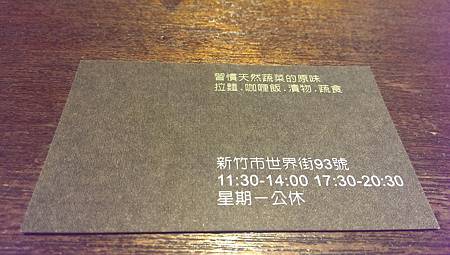 習慣天然蔬菜的原味
拉麵.咖哩飯.漬物.蔬食
新竹市世界街93號
11:30-14:00 17:30-20:30
星期一公休